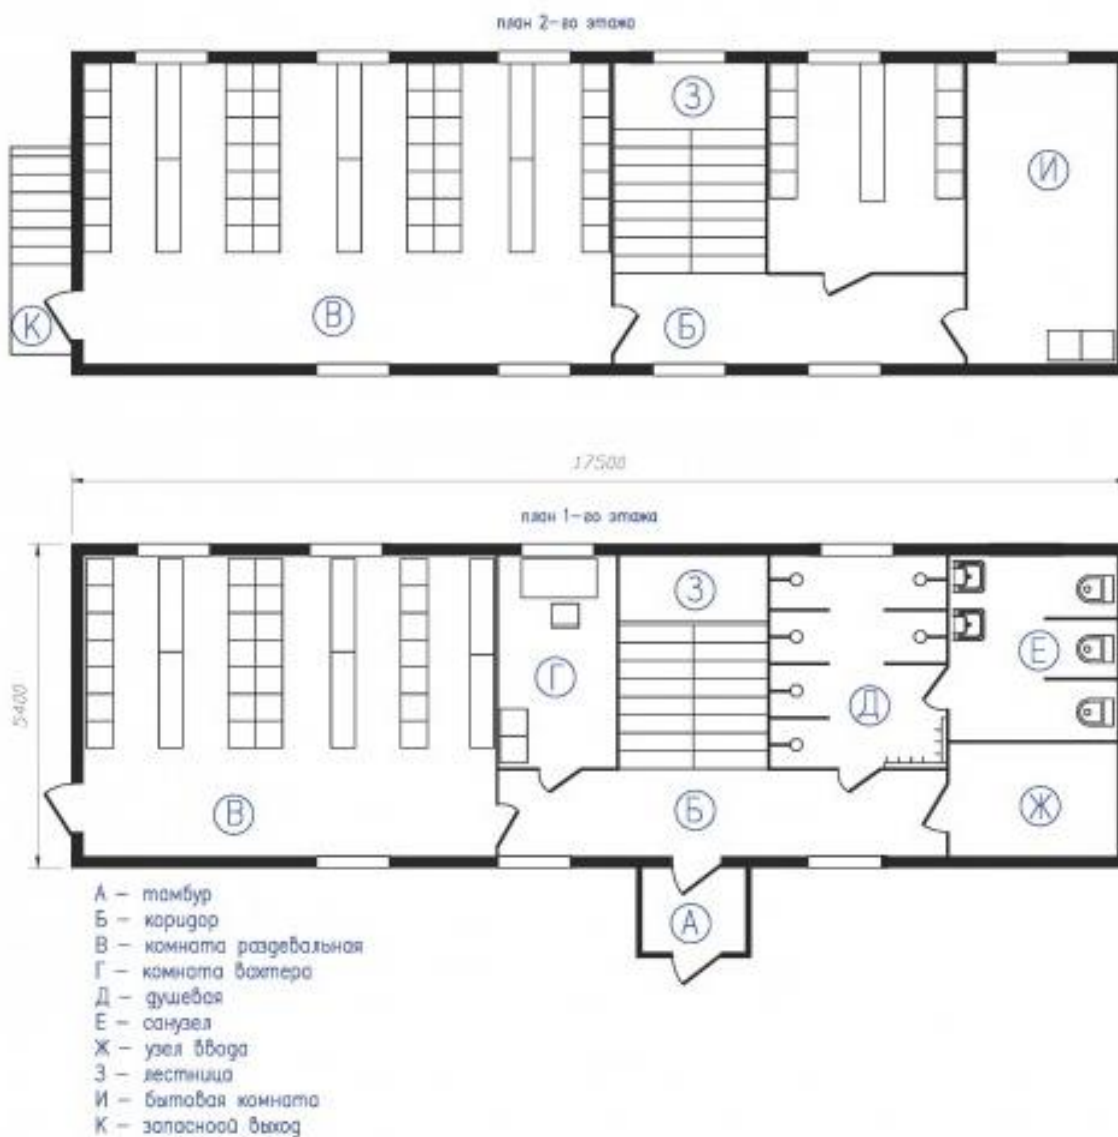 план 2-го этажа
З
И
К
В
Б
17500
план 1-го этажа
5400
З
Г
Е
Д
В
Б
Ж
А
А – тамбур
Б – коридор
В – комната раздевальная
Г – комната вахтера
Д – душевая
Е – санузел
Ж – узел ввода
З – лестница
И – бытовая комната
К – запасной выход